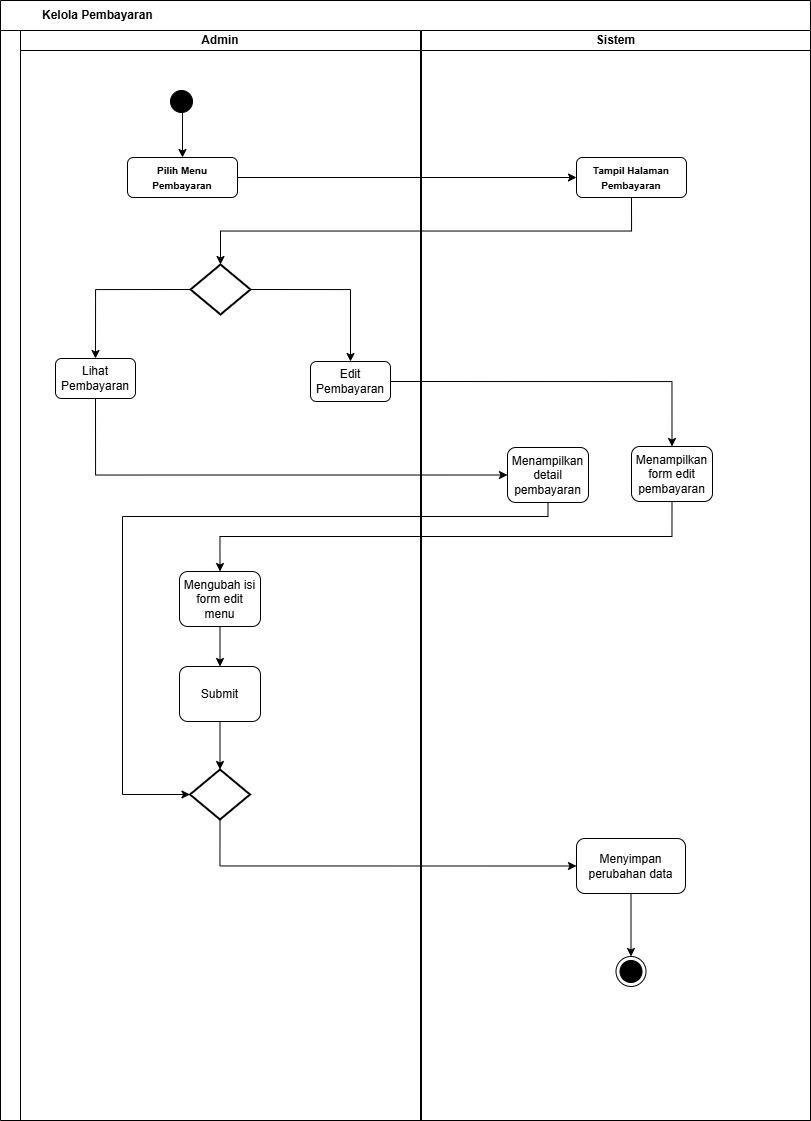 Kelola Pembayaran
Admin
Sistem
Pilih Menu
Pembayaran
Tampil Halaman
Pembayaran
Lihat
Pembayaran
Edit
Pembayaran
Menampilkan
detail
pembayaran
Menampilkan
form edit
pembayaran
Mengubah isi
form edit
menu
Submit
Menyimpan
perubahan data